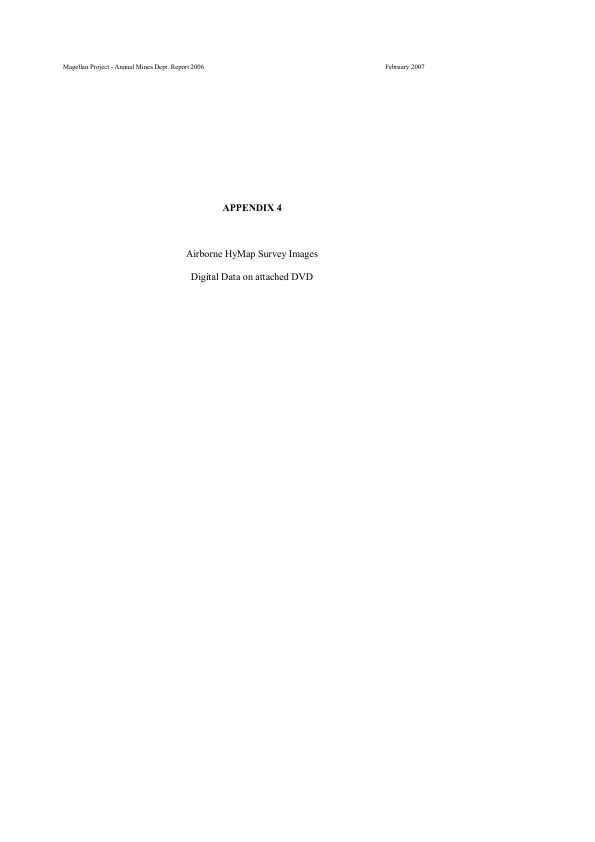 Magellan Project - Annual Mines Dept. Report 2006 February 2007
APPENDIX 4
Airborne HyMap Survey Images
Digital Data on attached DVD